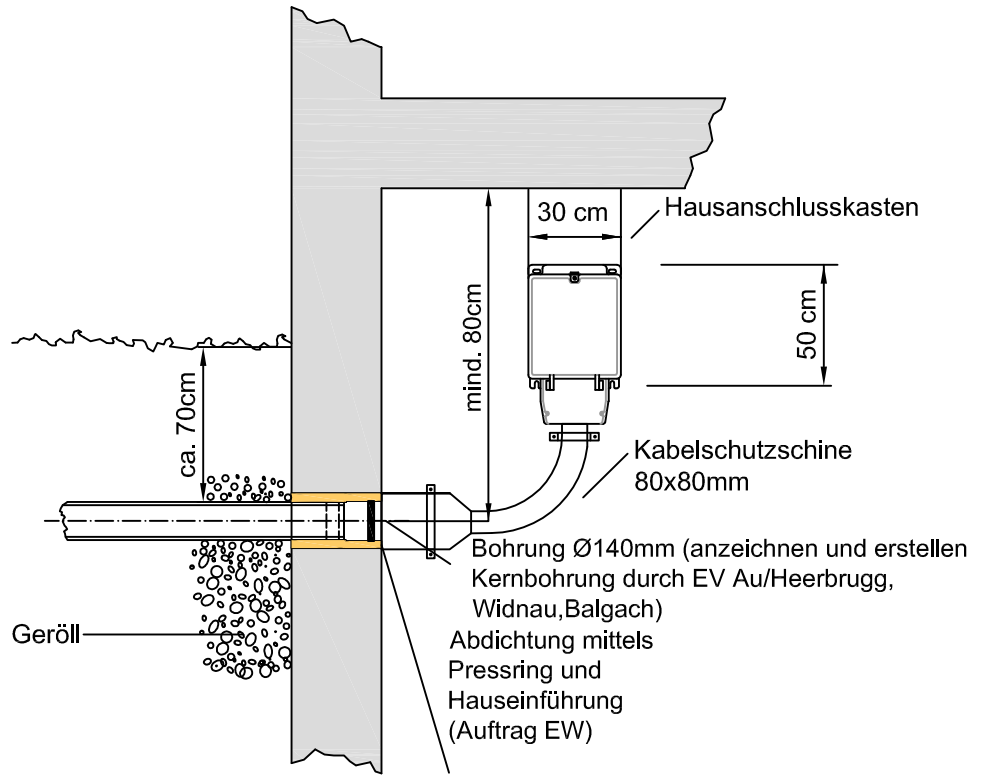 30 cm
Hausanschlusskasten
mind. 80cm
50 cm
ca. 70cm
Kabelschutzschine
80x80mm
Bohrung Ø140mm (anzeichnen und erstellen
Kernbohrung durch EV Au/Heerbrugg,
Widnau,Balgach)
Geröll
Abdichtung mittels
Pressring und
Hauseinführung
(Auftrag EW)